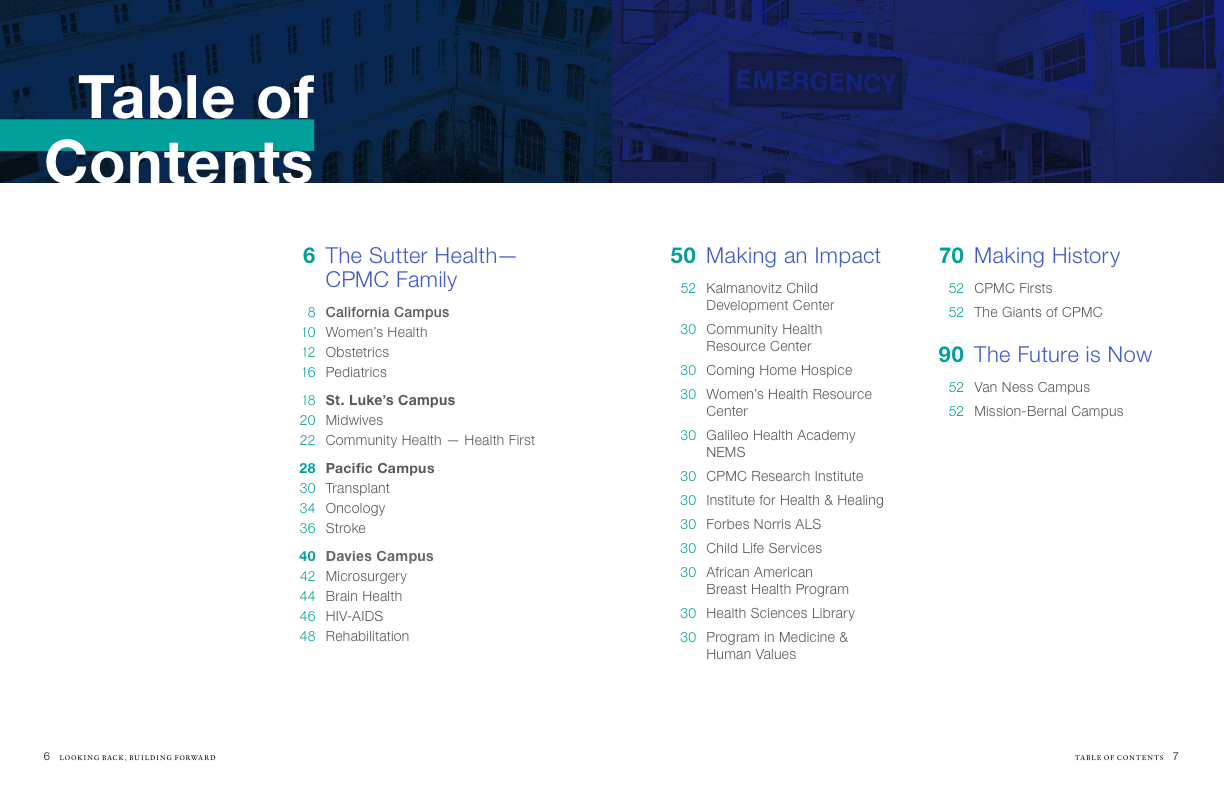 EMERGENCY
Table of
Contents
6 The Sutter Health—
CPMC Family
8 California Campus
10 Women’s Health
12 Obstetrics
16 Pediatrics
18 St. Luke’s Campus
20 Midwives
22 Community Health — Health First
28 Pacific Campus
30 Transplant
34 Oncology
36 Stroke
40 Davies Campus
42 Microsurgery
44 Brain Health
46 HIV-AIDS
48 Rehabilitation
50 Making an Impact
52 Kalmanovitz Child
Development Center
30 Community Health
Resource Center
30 Coming Home Hospice
30 Women’s Health Resource
Center
30 Galileo Health Academy
NEMS
30 CPMC Research Institute
30 Institute for Health & Healing
30 Forbes Norris ALS
30 Child Life Services
30 African American
Breast Health Program
30 Health Sciences Library
30 Program in Medicine &
Human Values
70 Making History
52 CPMC Firsts
52 The Giants of CPMC
90 The Future is Now
52 Van Ness Campus
52 Mission-Bernal Campus
6 LOOKING BACK, BUILDING FORWARD
TABLE OF CONTENTS 7